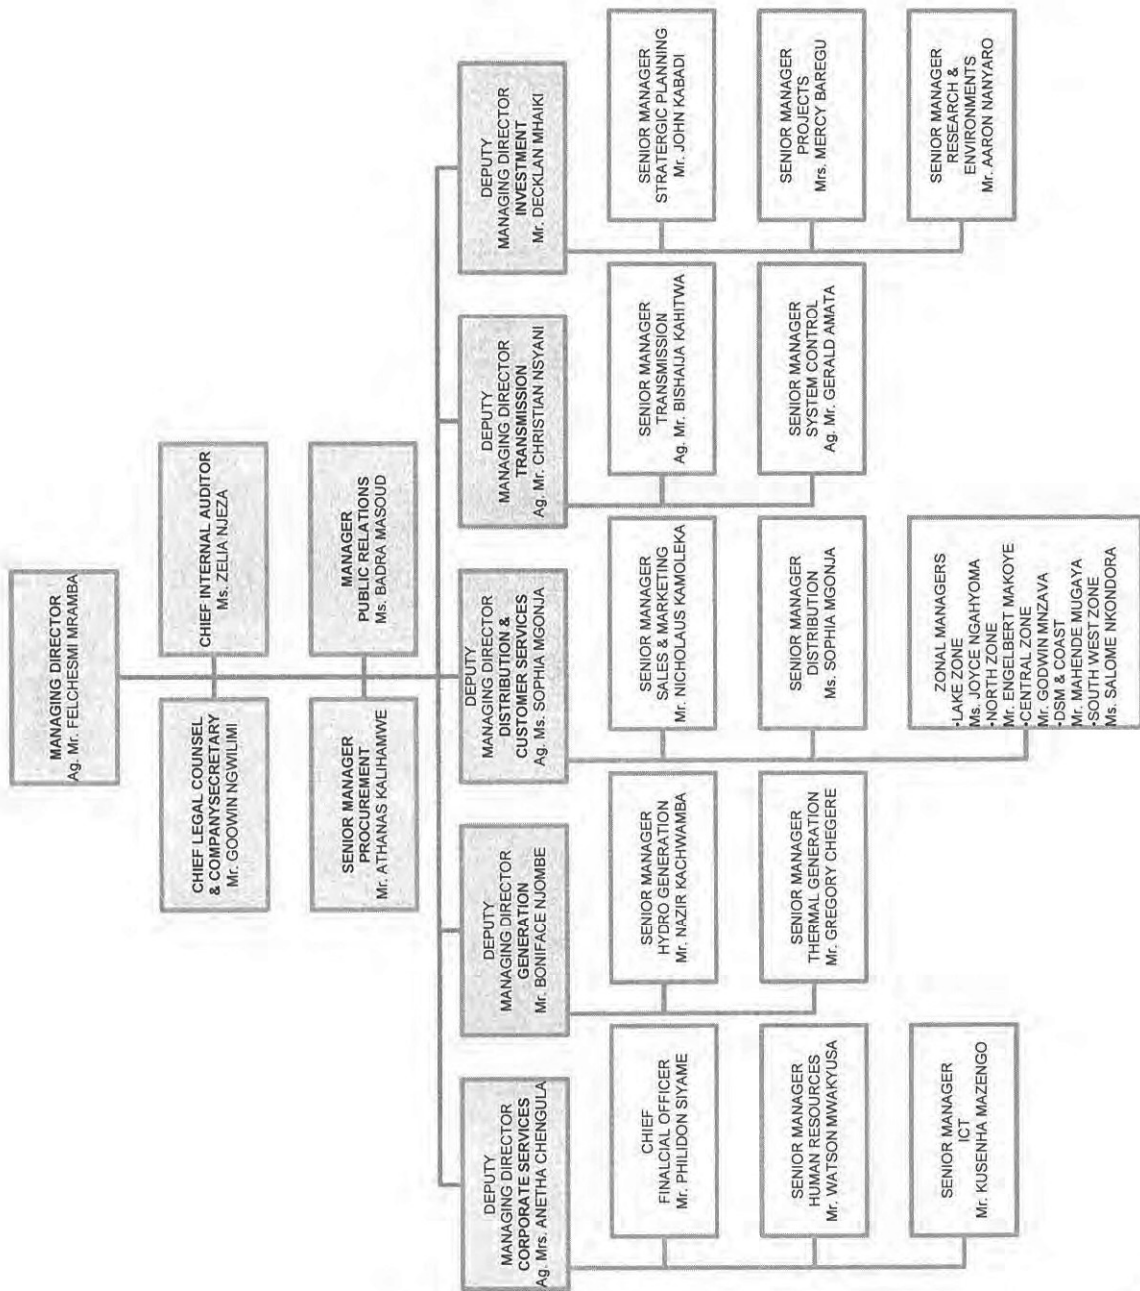 MANAGING DIRECTOR
Ag. Mr. FELCHESMI MRAMBA
CHIEF LEGAL COUNSEL
& COMPANYSECRETARY
Mr. GOOWIN NGWILIMI
CHIEF INTERNAL AUDITOR
Ms. ZELIA NJEZA
SENIOR MANAGER
PROCUREMENT
Mr. ATHANAS KALIHAMWE
MANAGER
PUBLIC RELATIONS
Ms. BADRA MASOUD
DEPUTY
MANAGING DIRECTOR
CORPORATE SERVICES
Ag. Mrs. ANETHA CHENGULA
DEPUTY
MANAGING DIRECTOR
GENERATION
Mr. BONIFACE NJOMBE
DEPUTY
MANAGING DIRECTOR
DISTRIBUTION &
CUSTOMER SERVICES
Ag. Ms. SOPHIA MGONJA
DEPUTY
MANAGING DIRECTOR
TRANSMISSION
Ag. Mr. CHRISTIAN NSYANI
DEPUTY
MANAGING DIRECTOR
INVESTMENT
Mr. DECKLAN MHAIKI
CHIEF
FINALCIAL OFFICER
Mr. PHILIDON SIYAME
SENIOR MANAGER
HUMAN RESOURCES
Mr. WATSON MWAKYUSA
SENIOR MANAGER
ICT
Mr. KUSENHA MAZENGO
SENIOR MANAGER
HYDRO GENERATION
Mr. NAZIR KACHWAMBA
SENIOR MANAGER
THERMAL GENERATION
Mr. GREGORY CHEGERE
SENIOR MANAGER
SALES & MARKETING
Mr. NICHOLAUS KAMOLEKA
SENIOR MANAGER
DISTRIBUTION
Ms. SOPHIA MGONJA
ZONAL MANAGERS
•LAKE ZONE
Ms. JOYCE NGAHYOMA
•NORTH ZONE
Mr. ENGELBERT MAKOYE
•CENTRAL ZONE
Mr. GODWIN MNZAVA
•DSM & COAST
Mr. MAHENDE MUGAYA
•SOUTH WEST ZONE
Ms. SALOME NKONDORA
SENIOR MANAGER
TRANSMISSION
Ag. Mr. BISHAIJA KAHITWA
SENIOR MANAGER
SYSTEM CONTROL
Ag. Mr. GERALD AMATA
SENIOR MANAGER
STRATERGIC PLANNING
Mr. JOHN KABADI
SENIOR MANAGER
PROJECTS
Mrs. MERCY BAREGU
SENIOR MANAGER
RESEARCH &
ENVIRONMENTS
Mr. AARON NANYARO